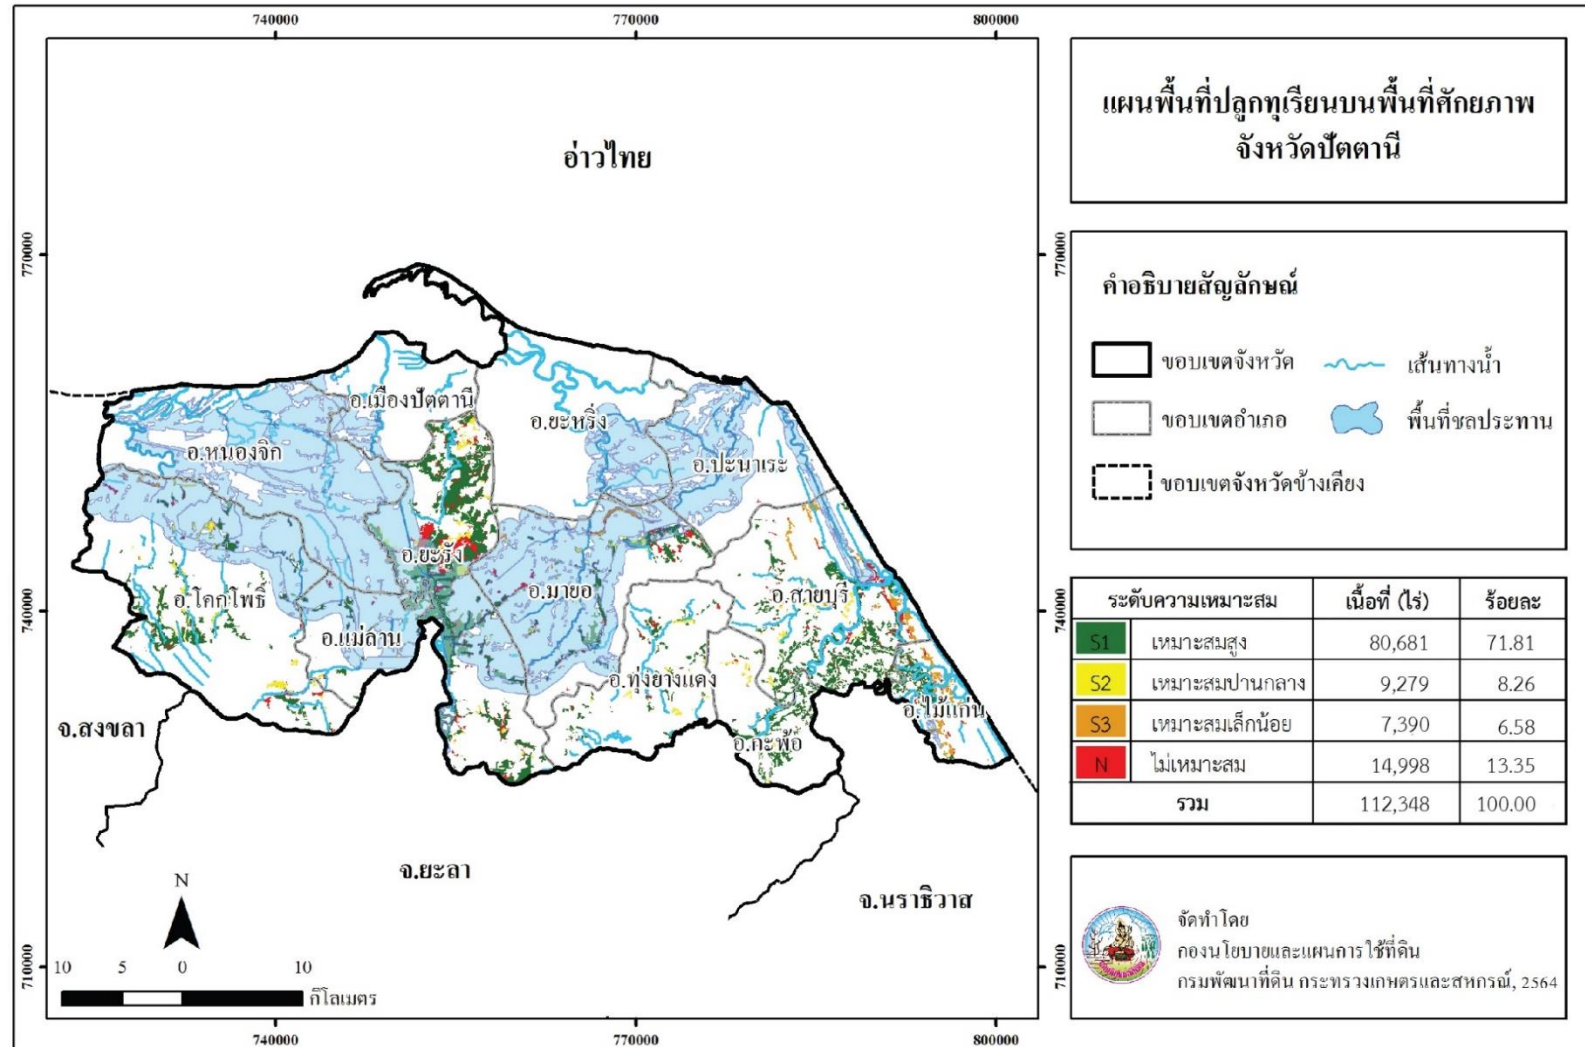 740000
770000
800000
แผนพื้นที่ปลูกทุเรียนบนพื้นที่ศักยภาพ
จังหวัดปัตตานี
อ่าวไทย
770000
770000
คำอธิบายสัญลักษณ์
ขอบเขตจังหวัด
เส้นทางน้ำ
ขอบเขตอำเภอ
พื้นที่ชลประทาน
ขอบเขตจังหวัดข้างเคียง
อ.เมืองปัตตานี
อ.ยะหริ่ง
อ.หนองจิก
อ.ปะนาเระ
อ.ยะรัง
อ.โคกโพธิ์
อ.มายอ
อ.สายบุรี
อ.แม่ลาน
อ.ทุ่งยางแดง
อ.ไม้แก่น
อ.กะพ้อ
จ.สงขลา
จ.ยะลา
จ.นราธิวาส
740000
740000
ระดับความเหมาะสม เนื้อที่ (ไร่) ร้อยละ
S1 เหมาะสมสูง 80,681 71.81
S2 เหมาะสมปานกลาง 9,279 8.26
S3 เหมาะสมเล็กน้อย 7,390 6.58
N ไม่เหมาะสม 14,998 13.35
รวม 112,348 100.00
N
10 5 0 10
กิโลเมตร
710000
710000
จัดทำโดย
กองนโยบายและแผนการใช้ที่ดิน
กรมพัฒนาที่ดิน กระทรวงเกษตรและสหกรณ์, 2564
740000
770000
800000